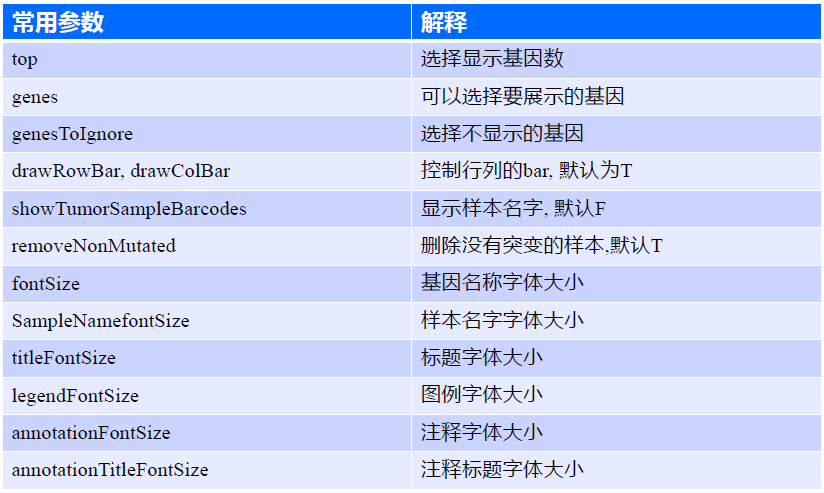 常用参数 解释
top 选择显示基因数
genes 可以选择要展示的基因
genesToIgnore 选择不显示的基因
drawRowBar, drawColBar 控制行列的bar, 默认为T
showTumorSampleBarcodes 显示样本名字, 默认F
removeNonMutated 删除没有突变的样本,默认T
fontSize 基因名称字体大小
SampleNamefontSize 样本名字字体大小
titleFontSize 标题字体大小
legendFontSize 图例字体大小
annotationFontSize 注释字体大小
annotationTitleFontSize 注释标题字体大小